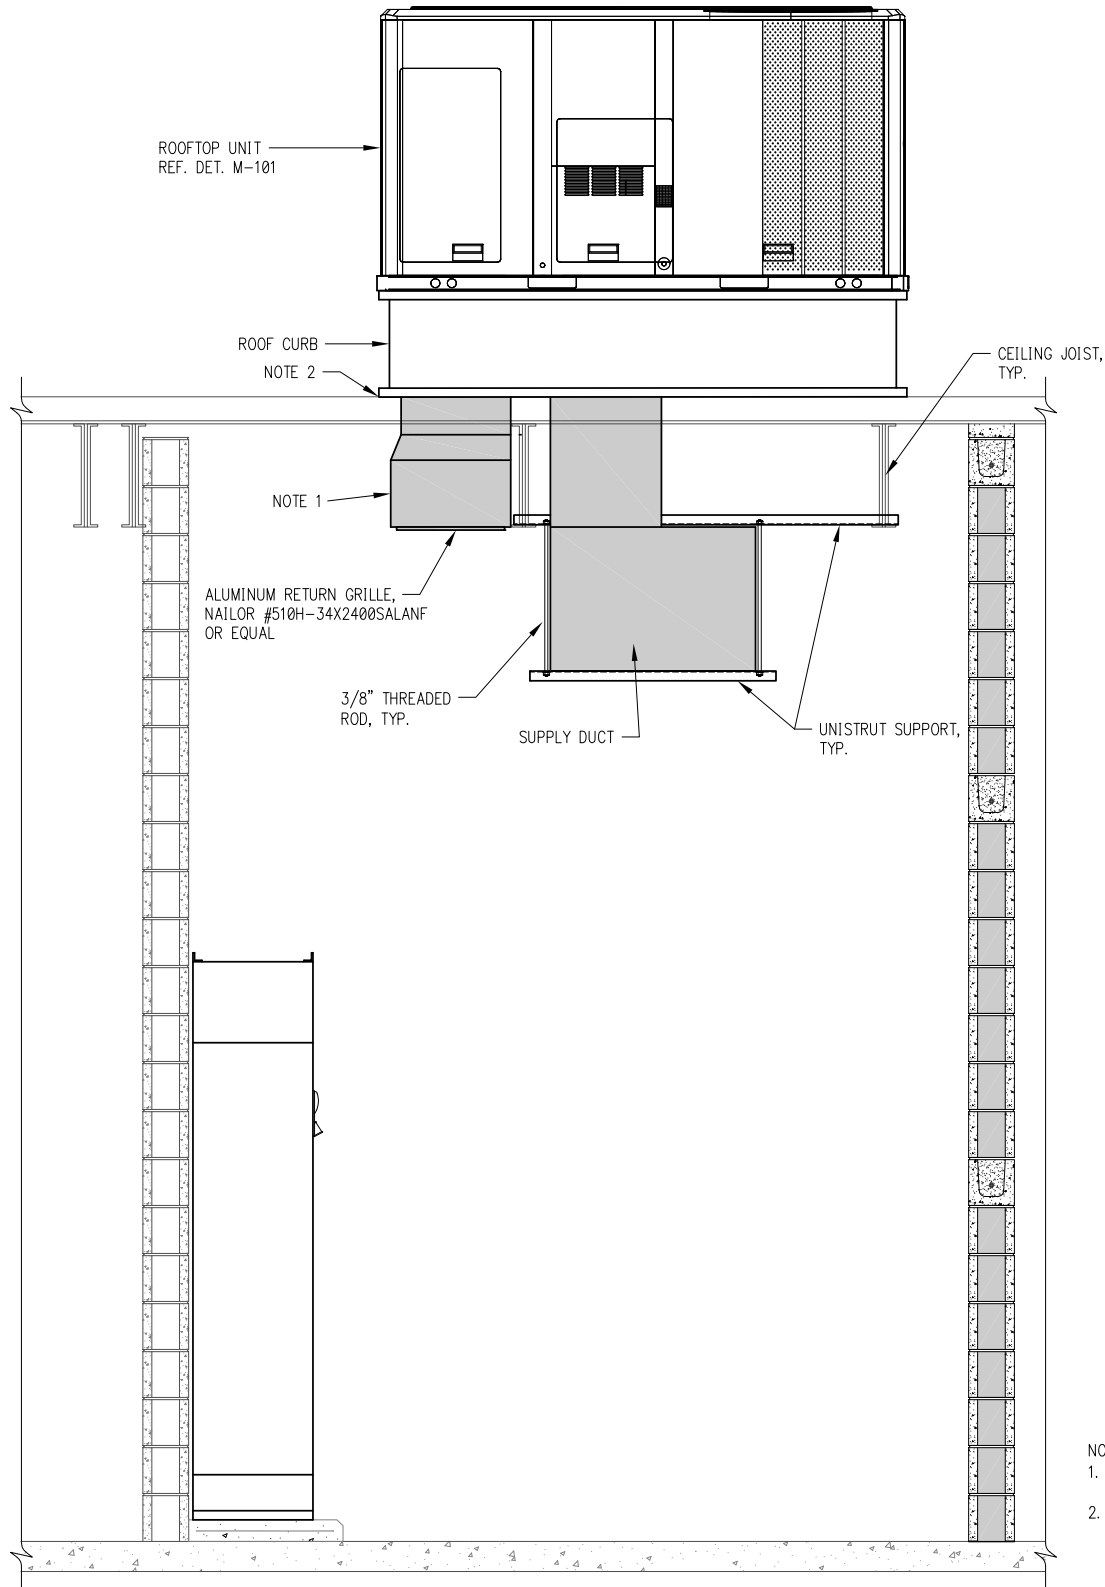 ROOFTOP UNIT
REF. DET. M-101
ROOF CURB
NOTE 2
CEILING JOIST,
TYP.
NOTE 1
ALUMINUM RETURN GRILLE,
NAILOR #510H-34X2400SALANF
OR EQUAL
3/8" THREADED
ROD, TYP.
SUPPLY DUCT
UNISTRUT SUPPORT,
TYP.
NO
1.
2.